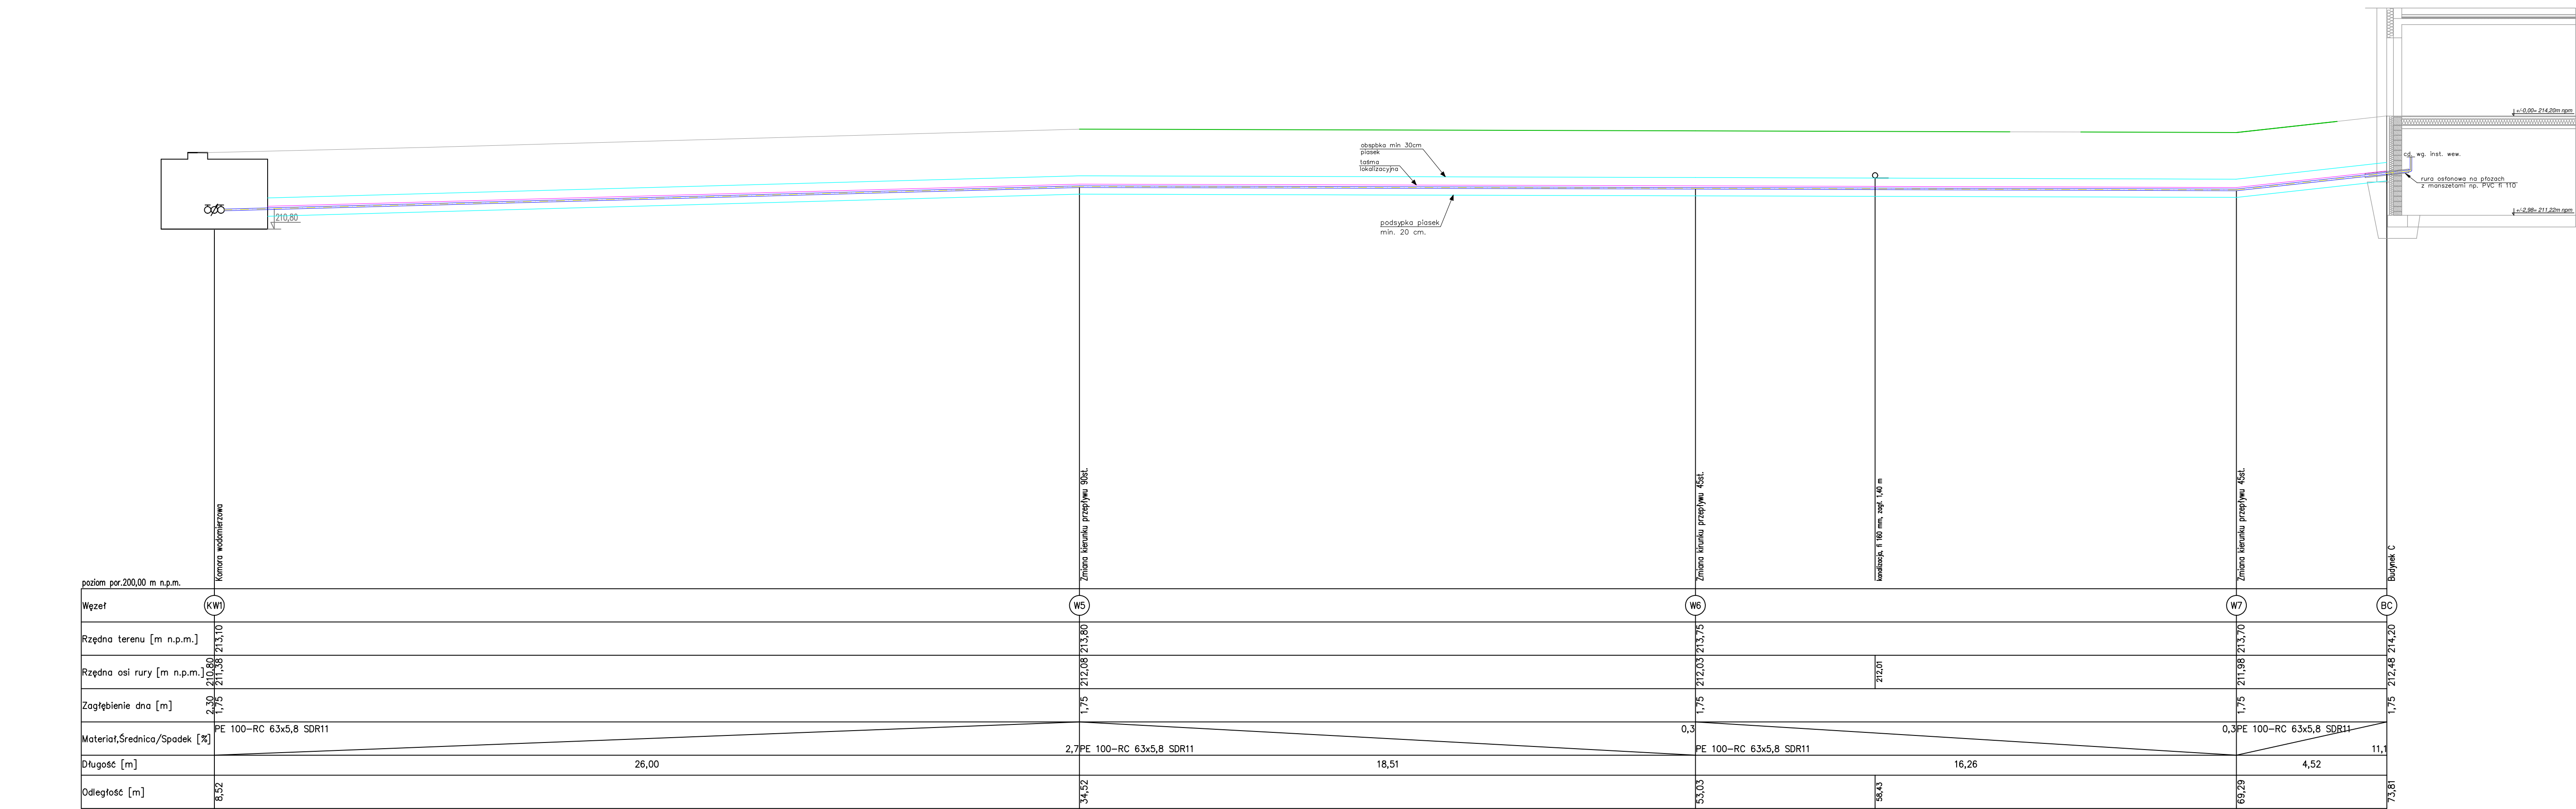 +/-0,00= 214,20m npm
obspbka min 30cm
piasek
taśma
lokalizacyjna
cd. wg. inst. wew.
rura osłonowa na płozach
z manszetami np. PVC fi 110
210,80
podsypka piasek
min. 20 cm.
+/-2,98= 211,22m npm
Komora wodomierzowa
Zmiana kierunku przepływu 90st.
Zmiana kirunku przepływu 45st.
kanalizacja, fi 160 mm, zagł. 1,40 m
Zmiana kierunku przepływu 45st.
Budynek C
poziom por.200,00 m n.p.m.
Węzeł KW1 W5 W6 W7 BC
Rzędna terenu [m n.p.m.] 213,10 213,80 213,75 213,70 214,20
Rzędna osi rury [m n.p.m.] 210,80 211,38 212,08 212,03 212,01 211,98 212,48
Zagłębienie dna [m] 2,30 1,75 1,75 1,75 1,75 1,75
Materiał,Średnica/Spadek [%] PE 100-RC 63x5,8 SDR11 2,7 PE 100-RC 63x5,8 SDR11 0,3 PE 100-RC 63x5,8 SDR11 0,3 PE 100-RC 63x5,8 SDR11 11,1
Długość [m] 26,00 18,51 16,26 4,52
Odległość [m] 8,52 34,52 53,03 58,43 69,29 73,81